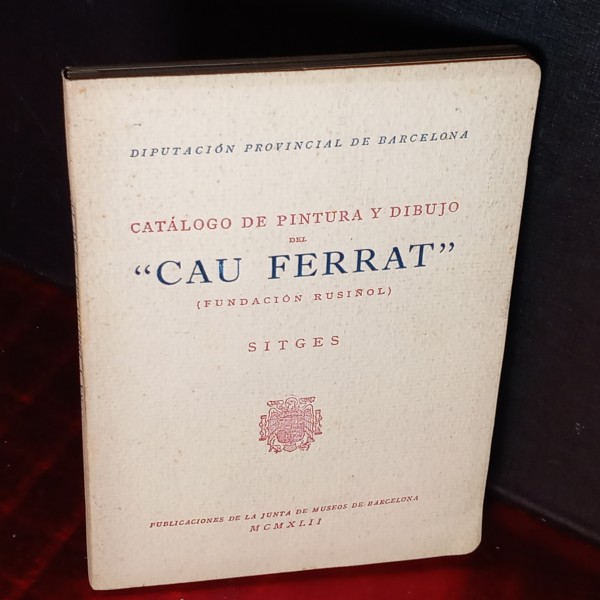 DIPUTACIÓN PROVINCIAL DE BARCELONA
CATÁLOGO DE PINTURA Y DIBUJO
DEL
“CAU FERRAT”
(FUNDACIÓN RUSIÑOL)
SITGES
PUBLICACIONES DE LA JUNTA DE MUSEOS DE BARCELONA
MCMXLII